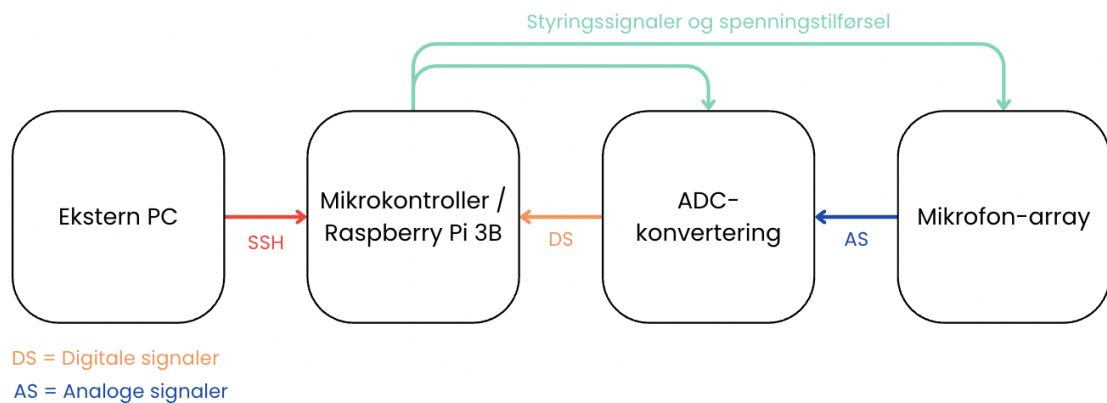 Styringssignaler og spenningstilførsel
Ekstern PC
SSH
Mikrokontroller /
Raspberry Pi 3B
DS
ADC-
konvertering
AS
Mikrofon-array
DS = Digitale signaler
AS = Analoge signaler